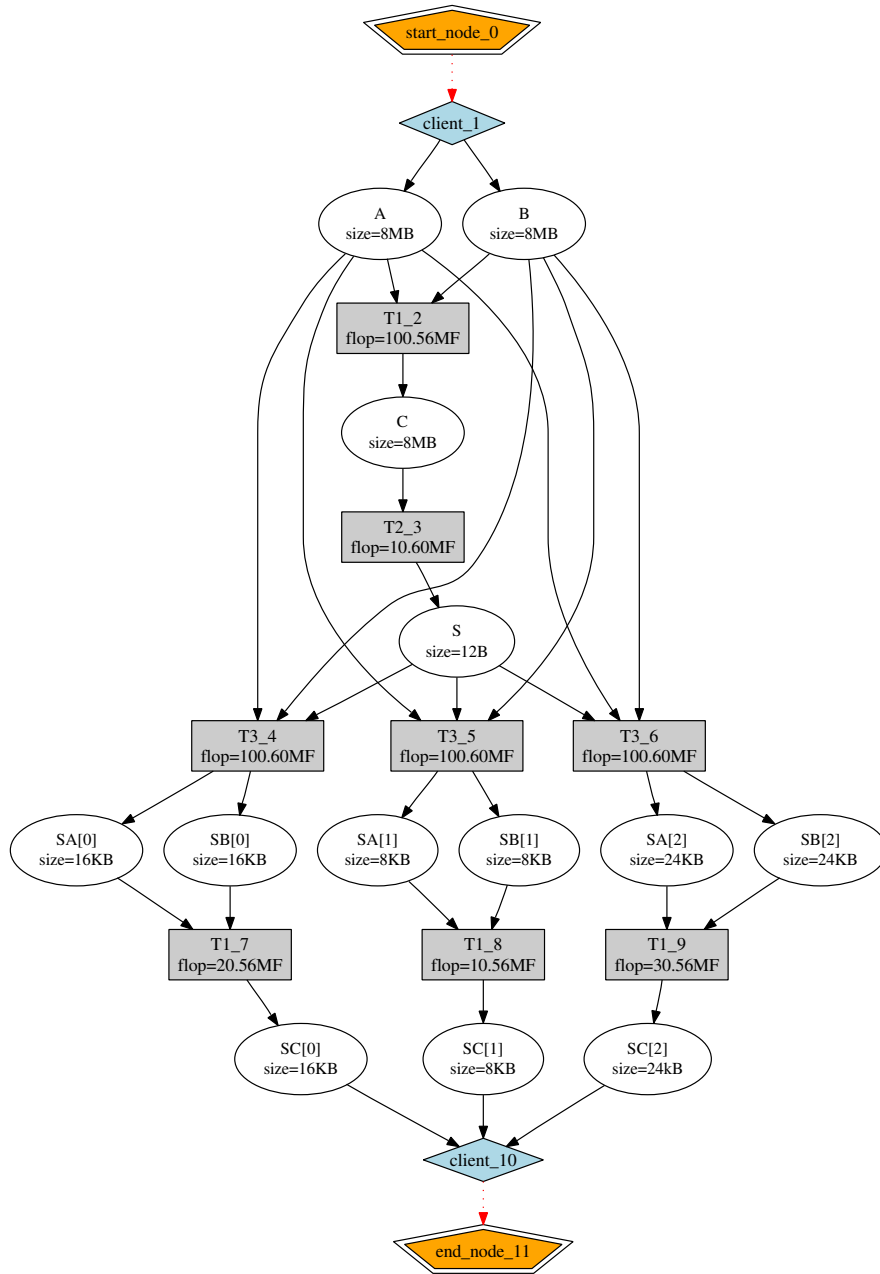 start_node_0
client_1
A
size=8MB
B
size=8MB
T1_2
flop=100.56MF
C
size=8MB
T2_3
flop=10.60MF
S
size=12B
T3_4
flop=100.60MF
T3_5
flop=100.60MF
T3_6
flop=100.60MF
SA[0]
size=16KB
SB[0]
size=16KB
SA[1]
size=8KB
SB[1]
size=8KB
SA[2]
size=24KB
SB[2]
size=24KB
T1_7
flop=20.56MF
T1_8
flop=10.56MF
T1_9
flop=30.56MF
SC[0]
size=16KB
SC[1]
size=8KB
SC[2]
size=24kB
client_10
end_node_11